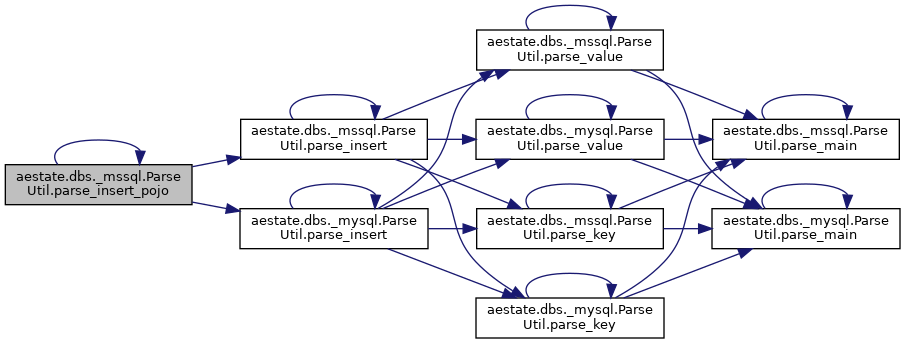 aestate.dbs._mssql.Parse
Util.parse_insert_pojo
aestate.dbs._mssql.Parse
Util.parse_insert
aestate.dbs._mysql.Parse
Util.parse_insert
aestate.dbs._mssql.Parse
Util.parse_value
aestate.dbs._mysql.Parse
Util.parse_value
aestate.dbs._mssql.Parse
Util.parse_key
aestate.dbs._mysql.Parse
Util.parse_key
aestate.dbs._mssql.Parse
Util.parse_main
aestate.dbs._mysql.Parse
Util.parse_main